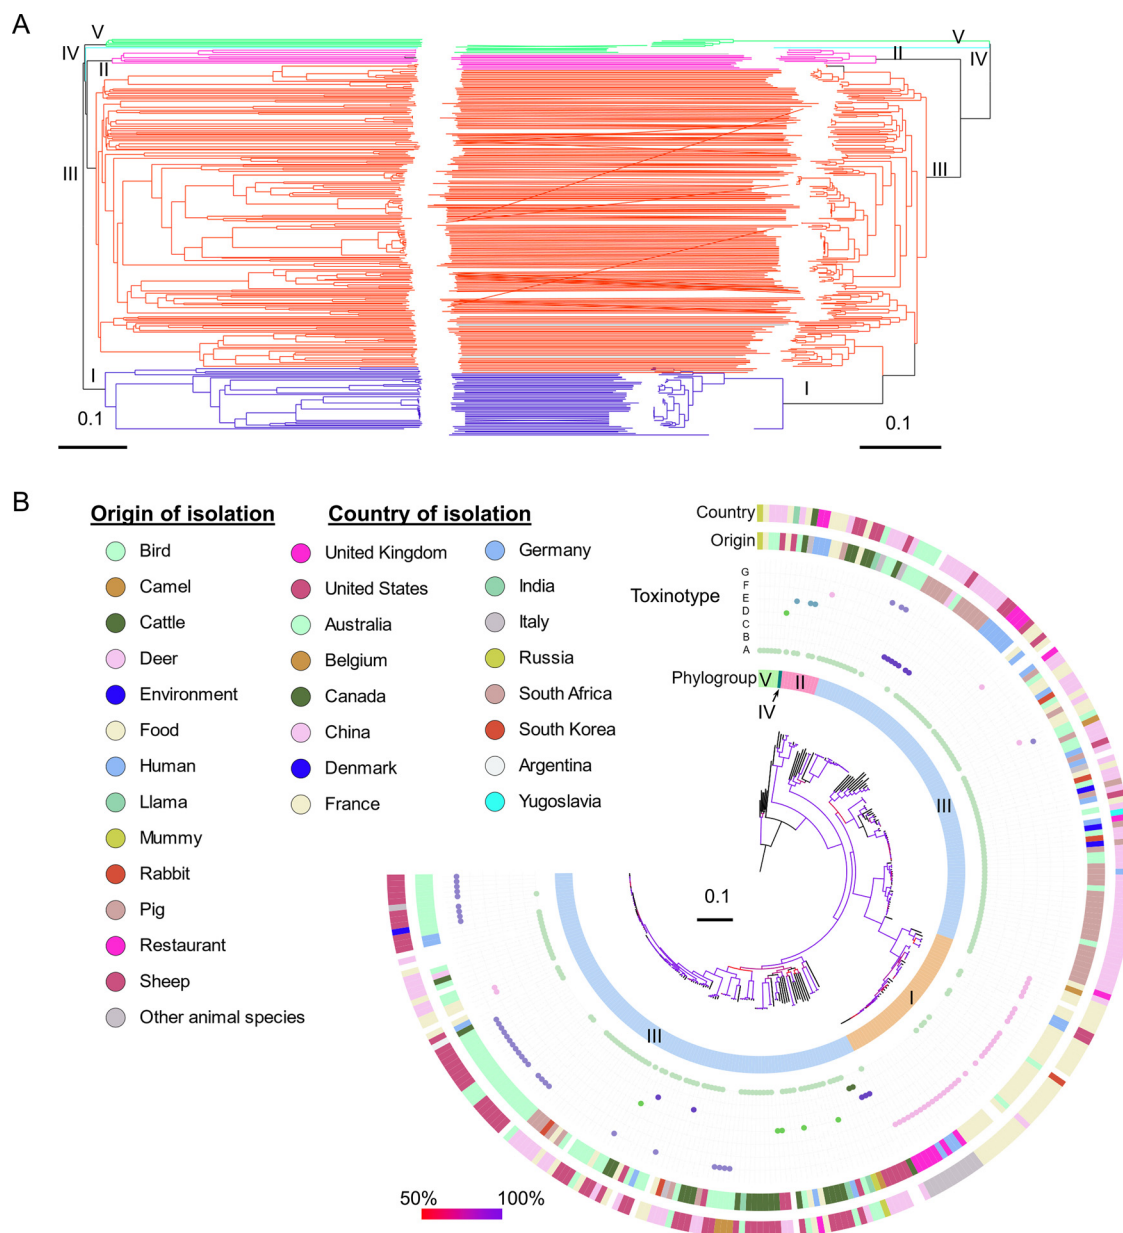 A
V
IV
II
III
I
0.1
V
II
IV
III
I
0.1
B
Origin of isolation
Bird
Camel
Cattle
Deer
Environment
Food
Human
Llama
Mummy
Rabbit
Pig
Restaurant
Sheep
Other animal species
Country of isolation
United Kingdom
United States
Australia
Belgium
Canada
China
Denmark
France
Germany
India
Italy
Russia
South Africa
South Korea
Argentina
Yugoslavia
Country
Origin
Toxinotype
G
F
E
D
C
B
A
Phylogroup
V
II
IV
III
0.1
I
III
50% 100%